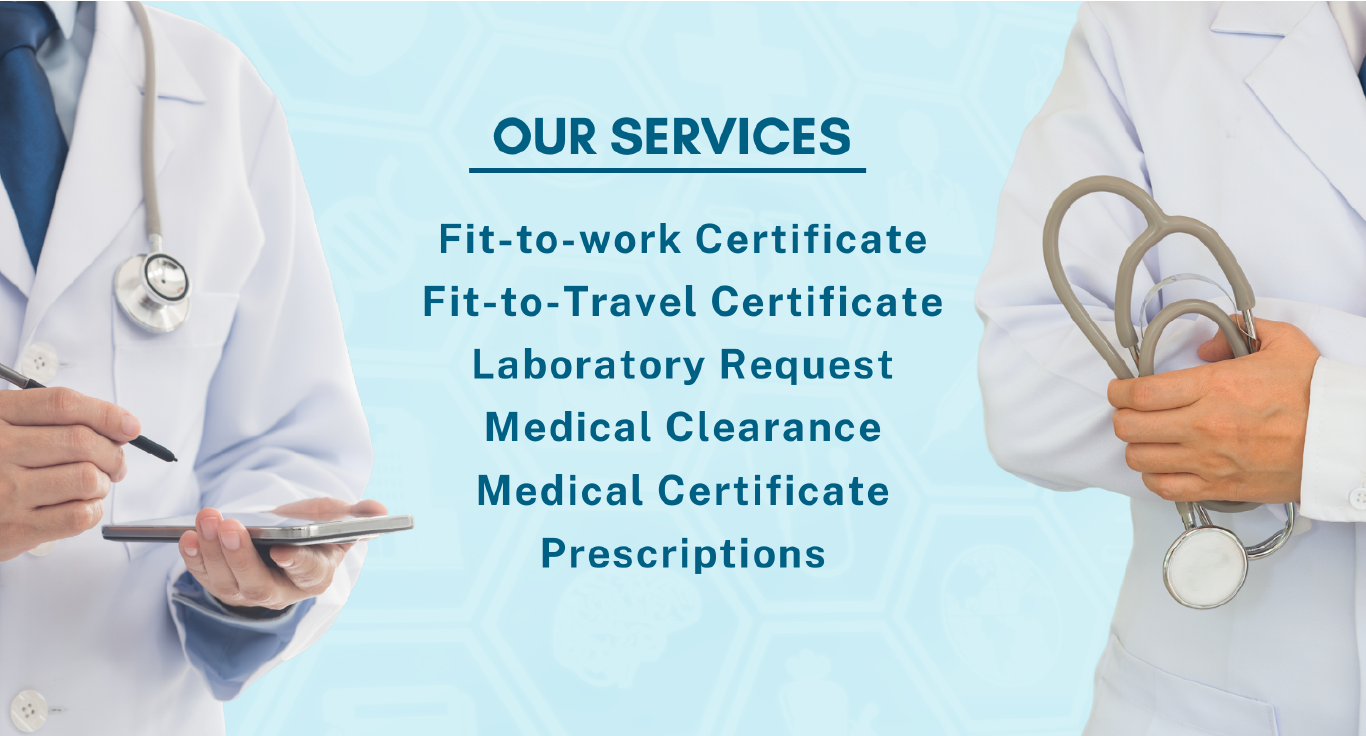 OUR SERVICES
Fit-to-work Certificate
Fit-to-Travel Certificate
Laboratory Request
Medical Clearance
Medical Certificate
Prescriptions